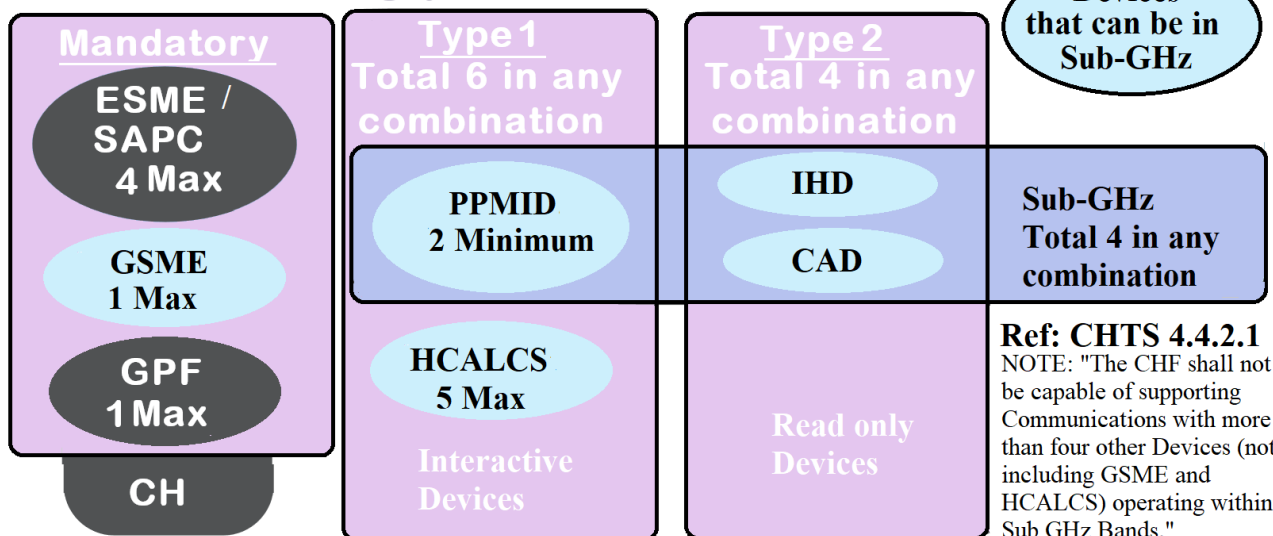 Mandatory
ESME /
SAPC
4 Max
GSME
1 Max
GPF
1 Max
CH
Type 1
Total 6 in any
combination
PPMID
2 Minimum
HCALCS
5 Max
Interactive
Devices
Type 2
Total 4 in any
combination
IHD
CAD
Read only
Devices
Devices
that can be in
Sub-GHz
Sub-GHz
Total 4 in any
combination
Ref: CHTS 4.4.2.1
NOTE: "The CHF shall not
be capable of supporting
Communications with more
than four other Devices (not
including GSME and
HCALCS) operating within
Sub GHz Bands."